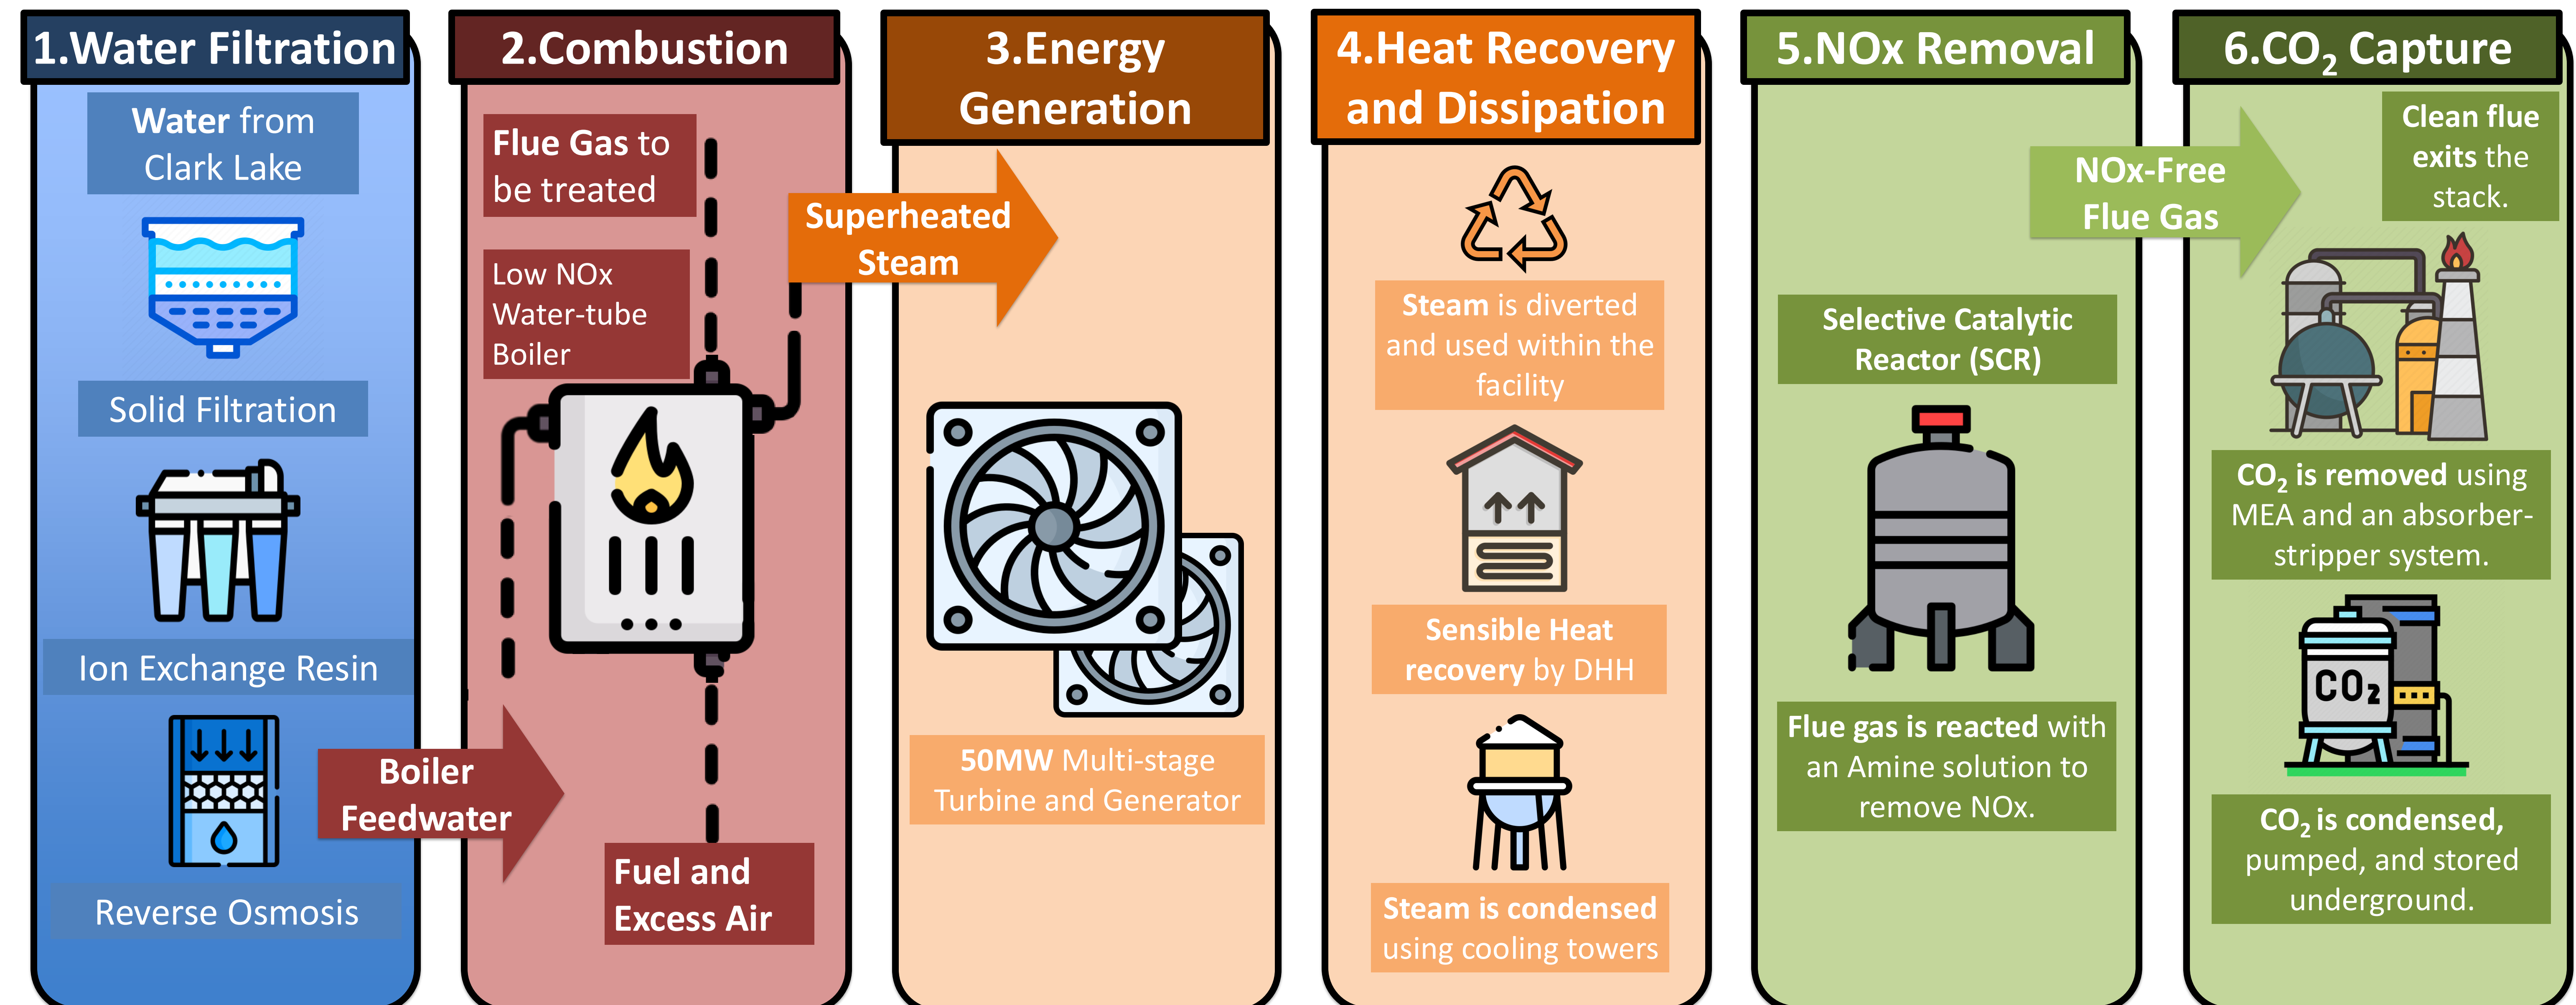 1.Water Filtration
Water from
Clark Lake
Solid Filtration
Ion Exchange Resin
Reverse Osmosis
Boiler
Feedwater
2.Combustion
Flue Gas to
be treated
Low NOx
Water-tube
Boiler
Fuel and
Excess Air
Superheated
Steam
3.Energy
Generation
50MW Multi-stage
Turbine and Generator
4.Heat Recovery
and Dissipation
Steam is diverted
and used within the
facility
Sensible Heat
recovery by DHH
Steam is condensed
using cooling towers
5.NOx Removal
Selective Catalytic
Reactor (SCR)
Flue gas is reacted with
an Amine solution to
remove NOx.
NOx-Free
Flue Gas
6.CO₂ Capture
Clean flue
exits the
stack.
CO₂ is removed using
MEA and an absorber-
stripper system.
CO₂
CO₂ is condensed,
pumped, and stored
underground.